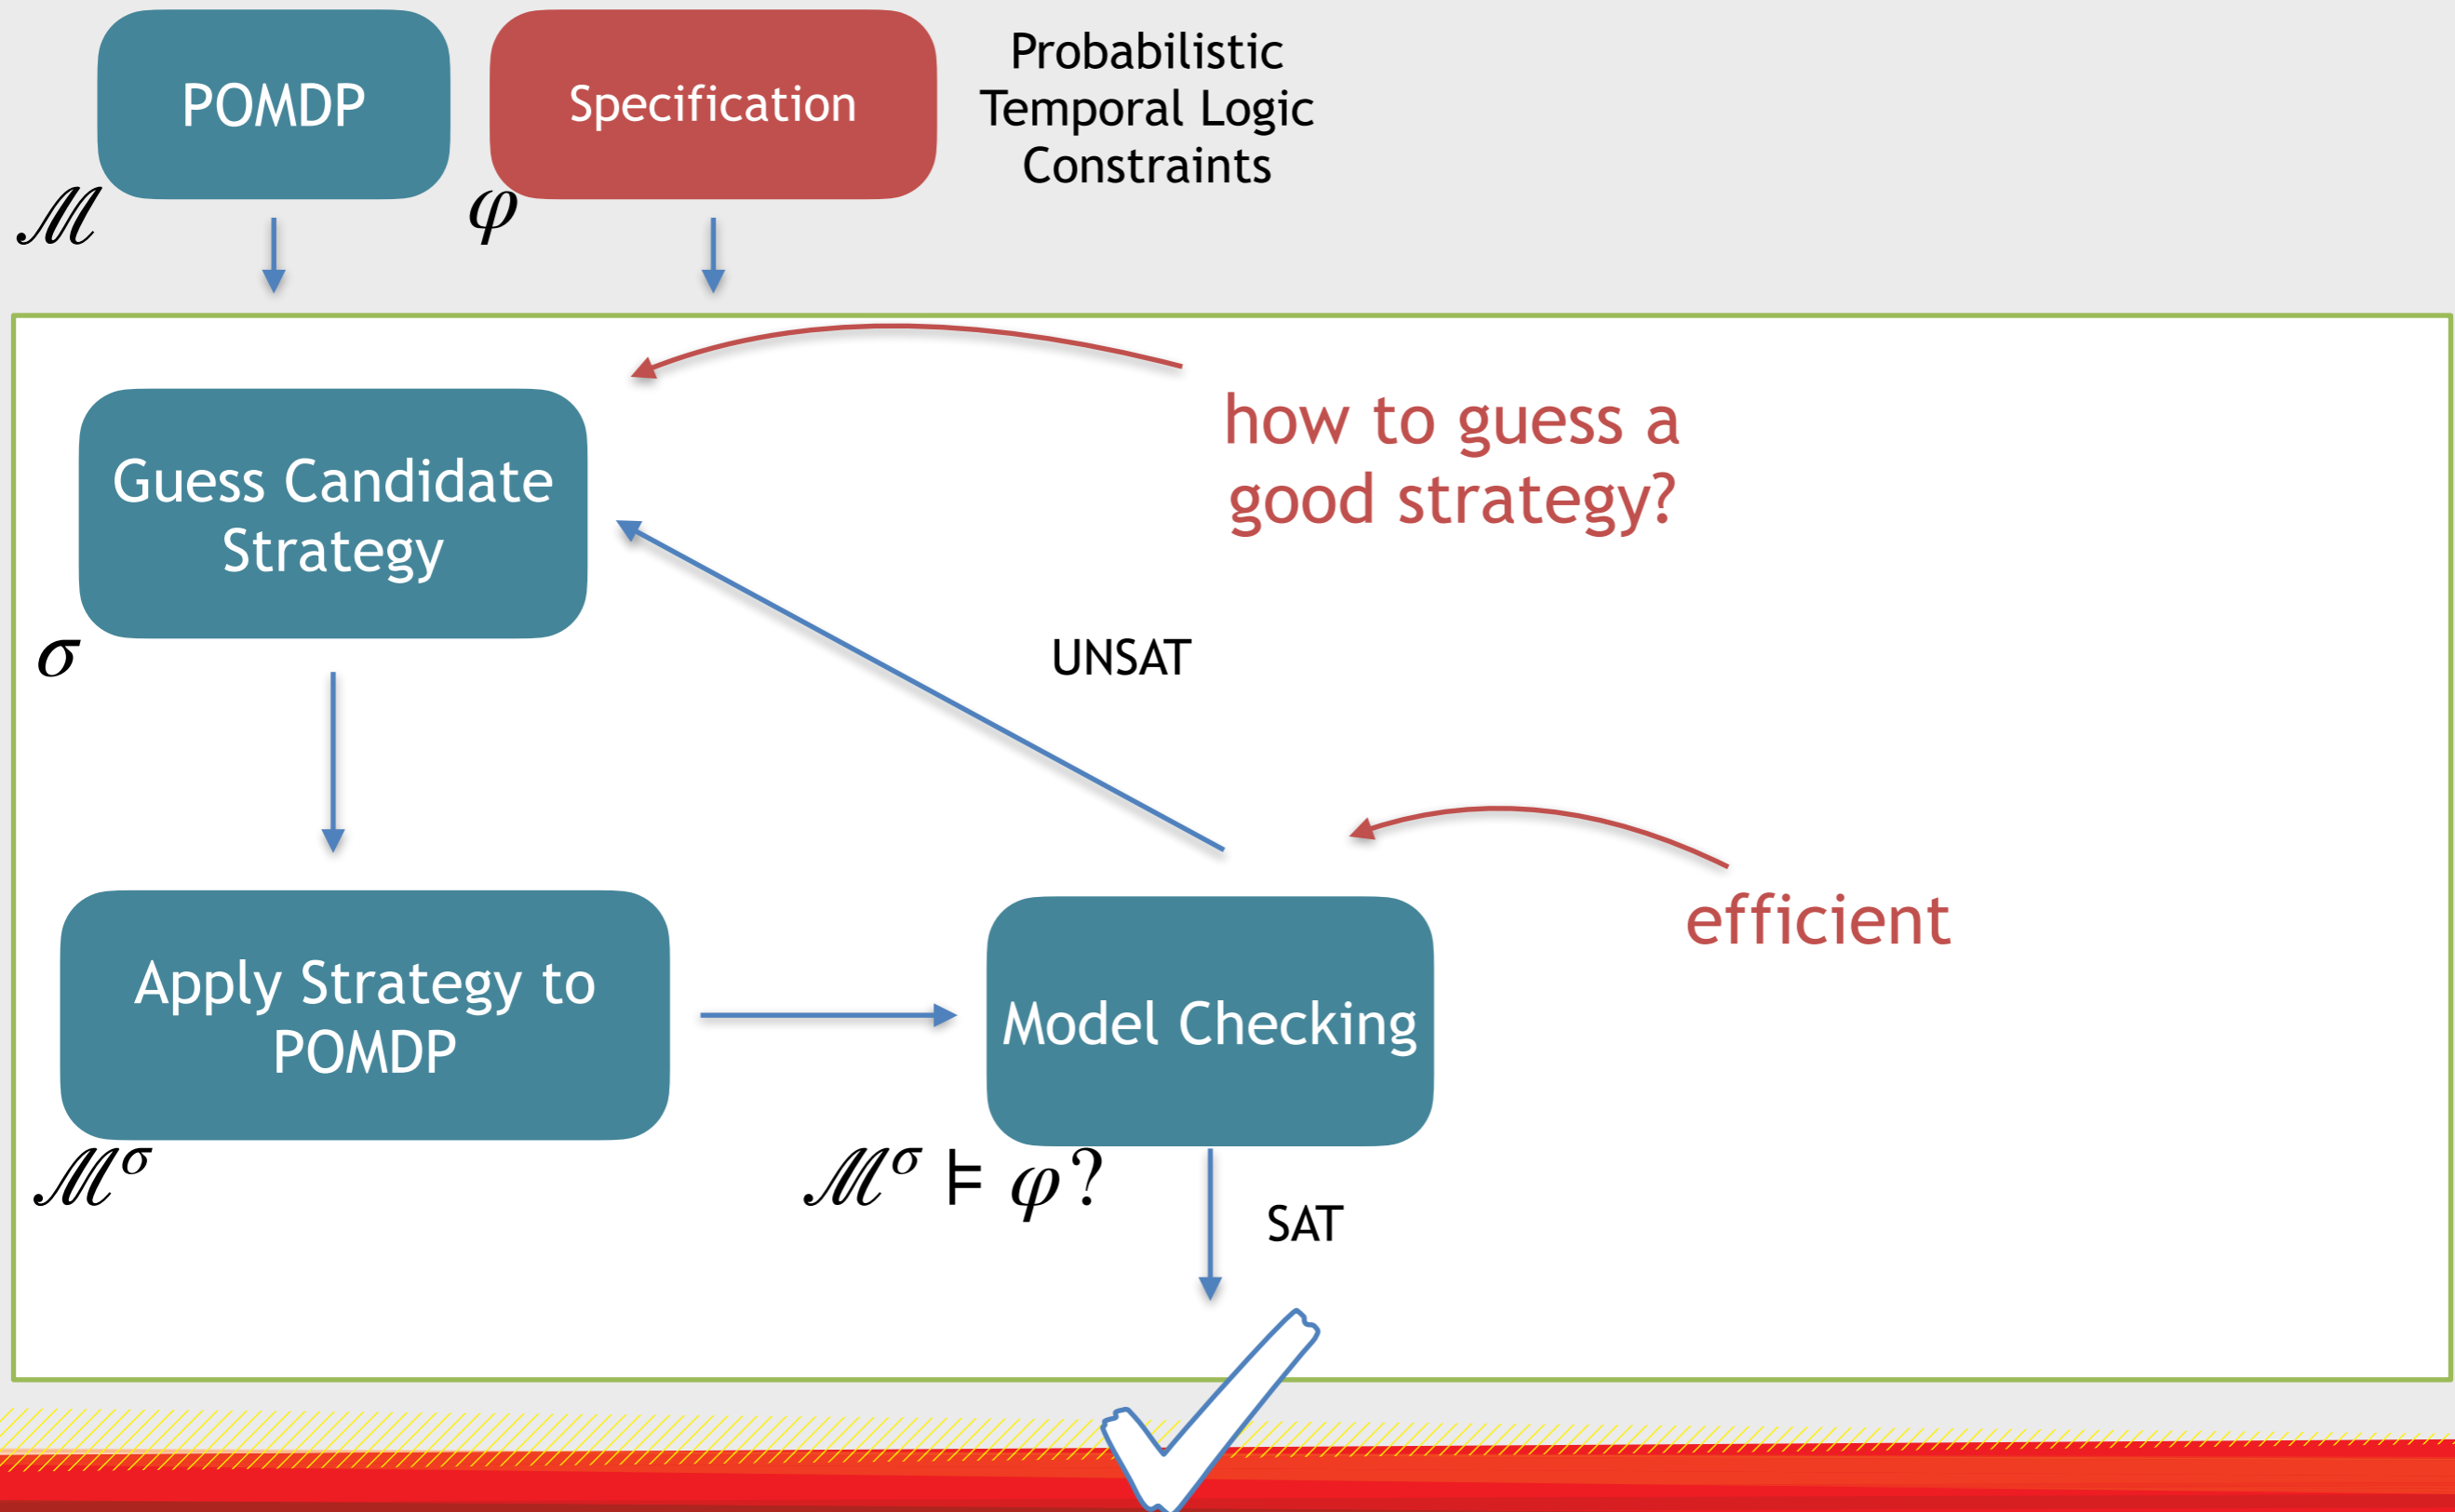 POMDP
Specification
Probabilistic
Temporal Logic
Constraints
ℳ
φ
how to guess a
good strategy?
Guess Candidate
Strategy
σ
UNSAT
efficient
Apply Strategy to
POMDP
Model Checking
ℳ^σ
ℳ^σ ⊧ φ?
SAT